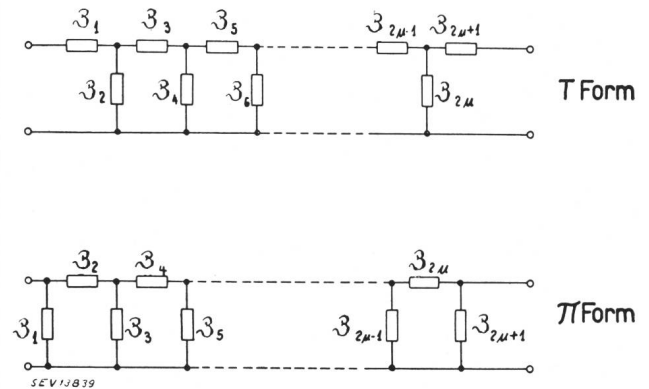 ℨ1 ℨ3 ℨ5 ℨ2μ-1 ℨ2μ+1
ℨ2 ℨ4 ℨ6 ℨ2μ T Form
ℨ2 ℨ4 ℨ2μ
ℨ1 ℨ3 ℨ5 ℨ2μ-1 ℨ2μ+1 π Form
SEV13839